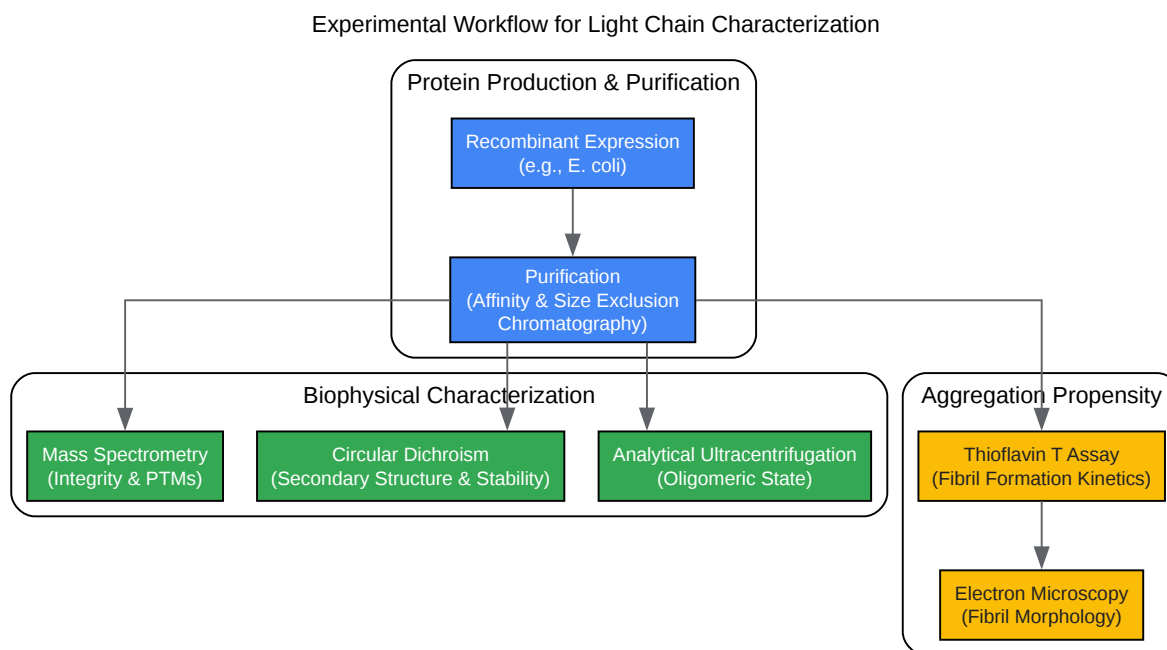 Experimental Workflow for Light Chain Characterization
Protein Production & Purification
Recombinant Expression
(e.g., E. coli)
Purification
(Affinity & Size Exclusion
Chromatography)
Biophysical Characterization
Mass Spectrometry
(Integrity & PTMs)
Circular Dichroism
(Secondary Structure & Stability)
Analytical Ultracentrifugation
(Oligomeric State)
Aggregation Propensity
Thioflavin T Assay
(Fibril Formation Kinetics)
Electron Microscopy
(Fibril Morphology)